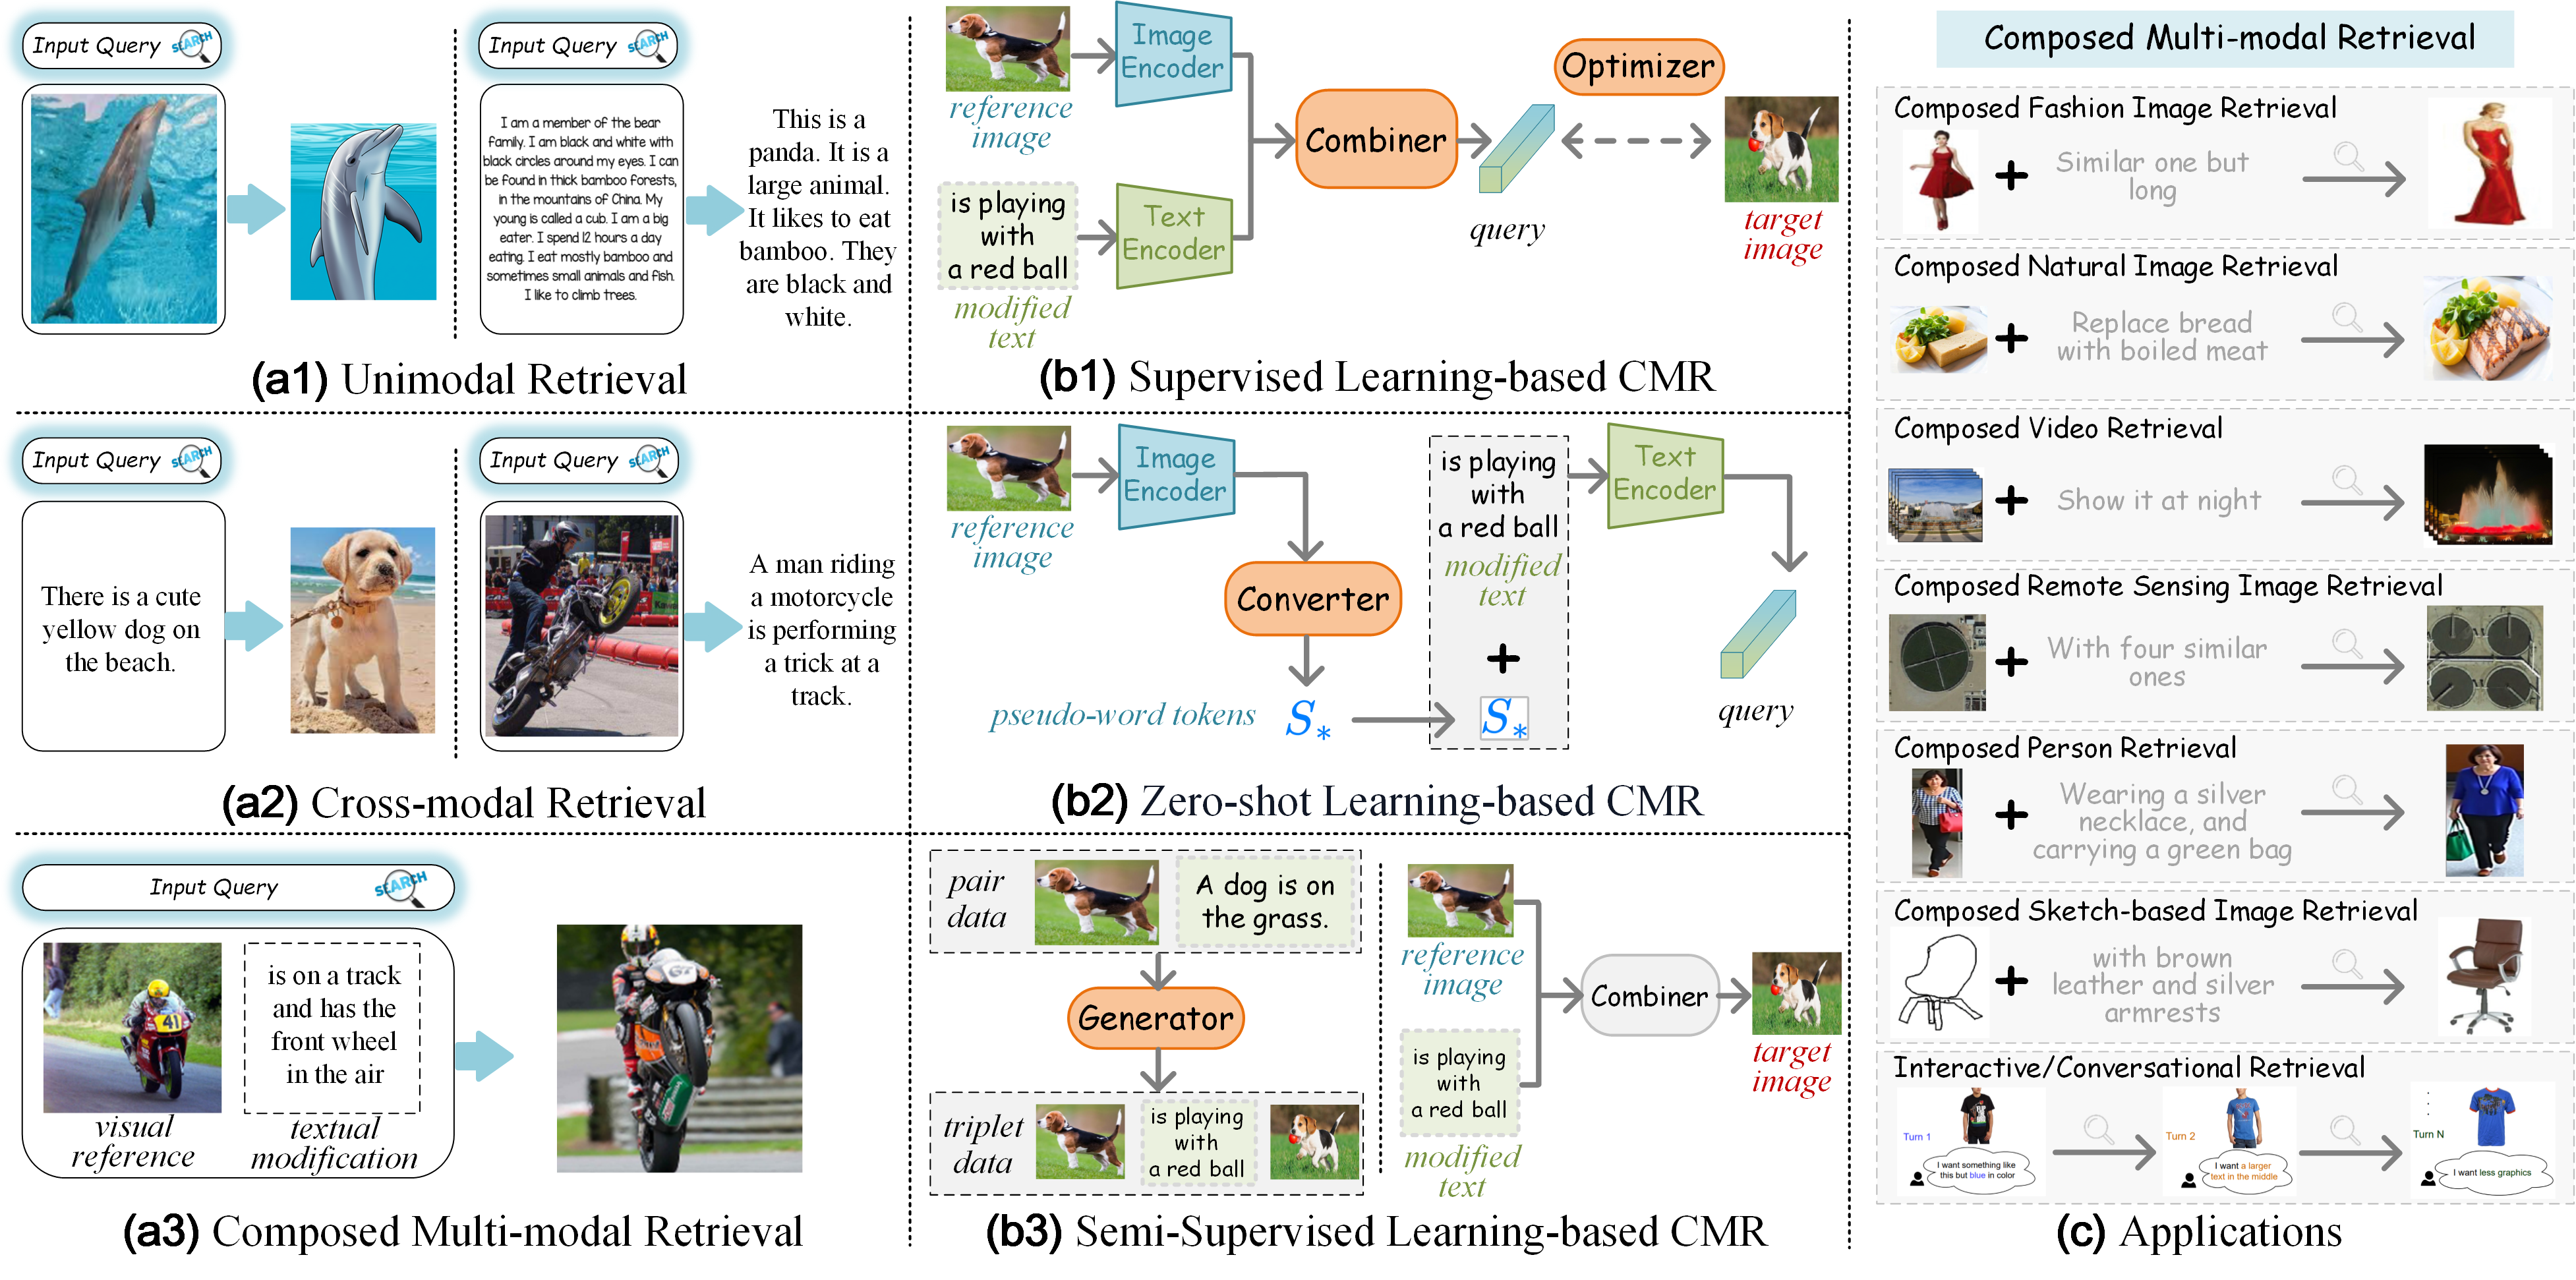 Input Query SEARCH
Input Query SEARCH
I am a member of the bear
family. I am black and white with
black circles around my eyes. I can
be found in thick bamboo forests,
in the mountains of China. My
young is called a cub. I am a big
eater. I spend 12 hours a day
eating. I eat mostly bamboo and
sometimes small animals and fish.
I like to climb trees.
This is a
panda. It is a
large animal.
It likes to eat
bamboo. They
are black and
white.
(a1) Unimodal Retrieval
Input Query SEARCH
Input Query SEARCH
There is a cute
yellow dog on
the beach.
A man riding
a motorcycle
is performing
a trick at a
track.
(a2) Cross-modal Retrieval
Input Query SEARCH
41
visual
reference
is on a track
and has the
front wheel
in the air
textual
modification
67
(a3) Composed Multi-modal Retrieval
reference
image
Image
Encoder
is playing
with
a red ball
modified
text
Text
Encoder
Combiner
query
Optimizer
target
image
(b1) Supervised Learning-based CMR
reference
image
Image
Encoder
Converter
pseudo-word tokens S*
is playing
with
a red ball
modified
text
+
S*
Text
Encoder
query
(b2) Zero-shot Learning-based CMR
pair
data
A dog is on
the grass.
Generator
triplet
data
is playing
with
a red ball
reference
image
is playing
with
a red ball
modified
text
Combiner
target
image
(b3) Semi-Supervised Learning-based CMR
Composed Multi-modal Retrieval
Composed Fashion Image Retrieval
+ Similar one but
long
Composed Natural Image Retrieval
+ Replace bread
with boiled meat
Composed Video Retrieval
+ Show it at night
Composed Remote Sensing Image Retrieval
+ With four similar
ones
Composed Person Retrieval
+ Wearing a silver
necklace, and
carrying a green bag
Composed Sketch-based Image Retrieval
+ with brown
leather and silver
armrests
Interactive/Conversational Retrieval
Turn 1
I want something like
this but blue in color
Turn 2
I want a larger
text in the middle
Turn N
I want less graphics
(c) Applications